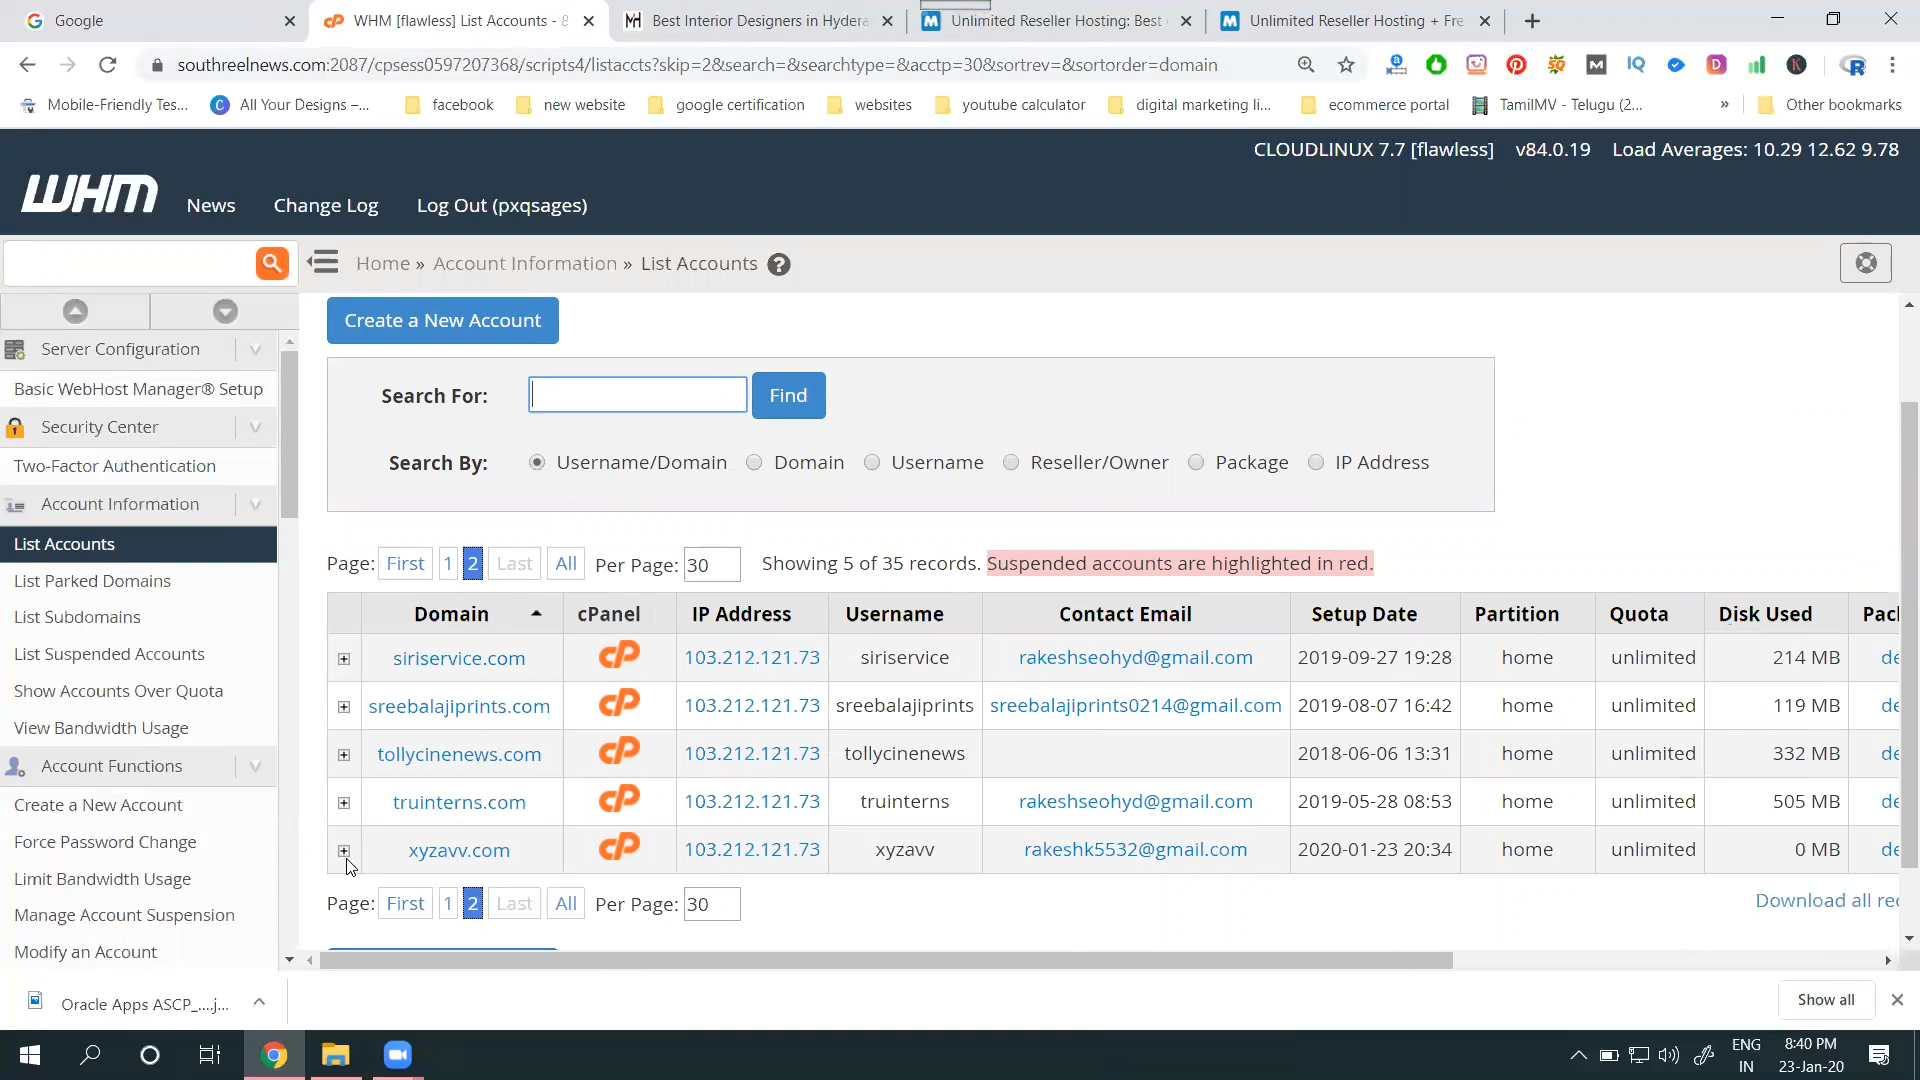 Google
WHM [flawless] List Accounts - 8
Best Interior Designers in Hydera
Unlimited Reseller Hosting: Best
Unlimited Reseller Hosting + Fre
southreelnews.com:2087/cpsess0597207368/scripts4/listaccts?skip=2&search=&searchtype=&acctp=30&sortrev=&sortorder=domain
Mobile-Friendly Tes...
All Your Designs –...
facebook
new website
google certification
websites
youtube calculator
digital marketing li...
ecommerce portal
TamilMV - Telugu (2...
»
Other bookmarks
CLOUDLINUX 7.7 [flawless] v84.0.19 Load Averages: 10.29 12.62 9.78
WHM
News Change Log Log Out (pxqsages)
Home » Account Information » List Accounts
Server Configuration
Basic WebHost Manager® Setup
Security Center
Two-Factor Authentication
Account Information
List Accounts
List Parked Domains
List Subdomains
List Suspended Accounts
Show Accounts Over Quota
View Bandwidth Usage
Account Functions
Create a New Account
Force Password Change
Limit Bandwidth Usage
Manage Account Suspension
Modify an Account
Create a New Account
Search For: Find
Search By: Username/Domain Domain Username Reseller/Owner Package IP Address
Page: First 1 2 Last All Per Page: 30 Showing 5 of 35 records. Suspended accounts are highlighted in red.
Domain cPanel IP Address Username Contact Email Setup Date Partition Quota Disk Used Pac
siriservice.com cP 103.212.121.73 siriservice rakeshseohyd@gmail.com 2019-09-27 19:28 home unlimited 214 MB de
sreebalajiprints.com cP 103.212.121.73 sreebalajiprints sreebalajiprints0214@gmail.com 2019-08-07 16:42 home unlimited 119 MB de
tollycinenews.com cP 103.212.121.73 tollycinenews 2018-06-06 13:31 home unlimited 332 MB de
truinterns.com cP 103.212.121.73 truinterns rakeshseohyd@gmail.com 2019-05-28 08:53 home unlimited 505 MB de
xyzavv.com cP 103.212.121.73 xyzavv rakeshk5532@gmail.com 2020-01-23 20:34 home unlimited 0 MB de
Page: First 1 2 Last All Per Page: 30
Download all rec
Oracle Apps ASCP_....j...
Show all
ENG
IN
8:40 PM
23-Jan-20